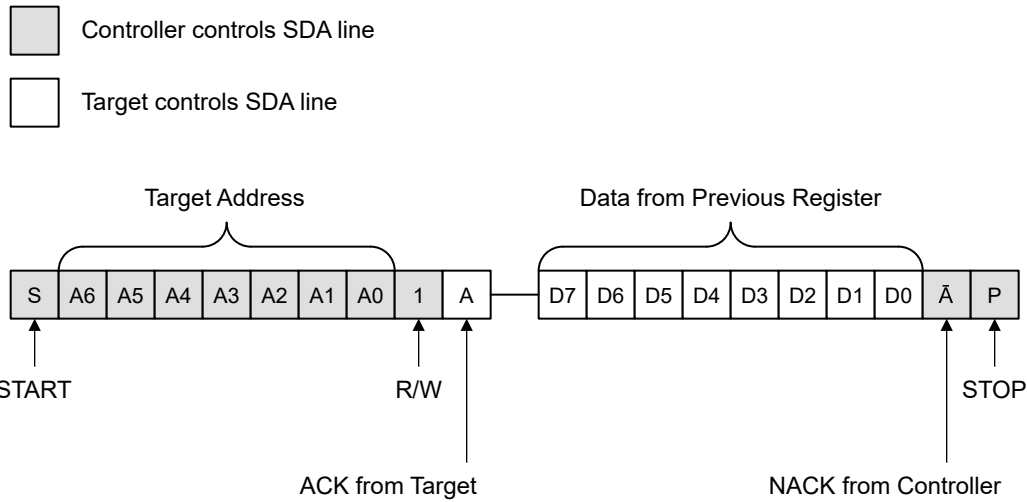 Controller controls SDA line
Target controls SDA line
Target Address Data from Previous Register
S A6 A5 A4 A3 A2 A1 A0 1 A D7 D6 D5 D4 D3 D2 D1 D0 Ā P
START R/W STOP
ACK from Target NACK from Controller